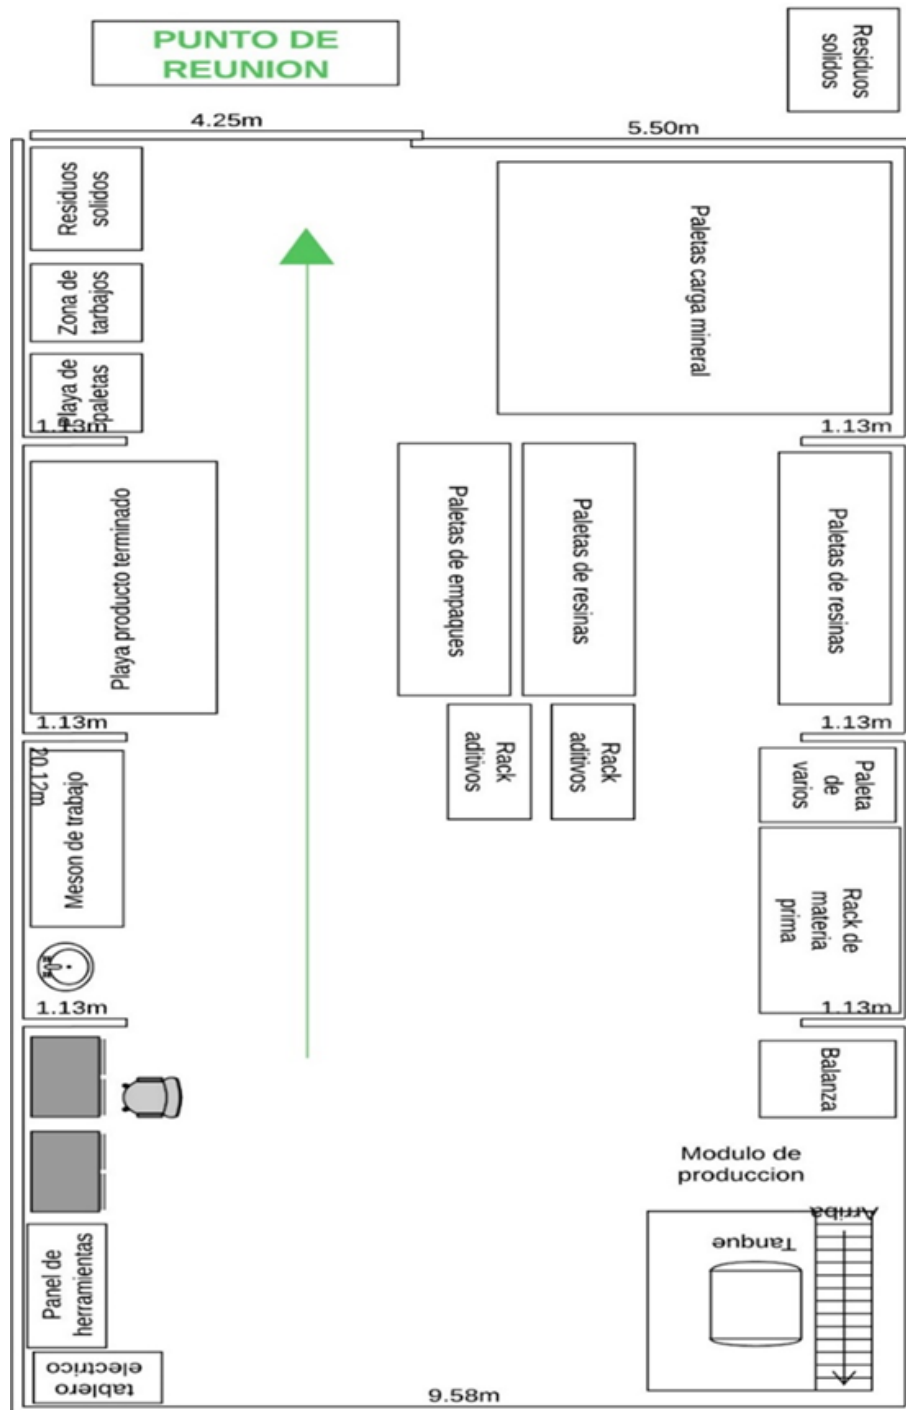 PUNTO DE
REUNION
Residuos
solidos
4.25m
5.50m
Residuos
solidos
Zona de
tarbajos
Playa de
paletas
Paletas carga mineral
1.13m
1.13m
Playa producto terminado
Paletas de empaques
Paletas de resinas
Paletas de resinas
1.13m
1.13m
20.12m
Meson de trabajo
Rack
aditivos
Rack
aditivos
Paleta
de
varios
Rack de
materia
prima
1.13m
1.13m
Balanza
Modulo de
produccion
Arriba
Tanque
Panel de
herramientas
tablero
electrico
9.58m